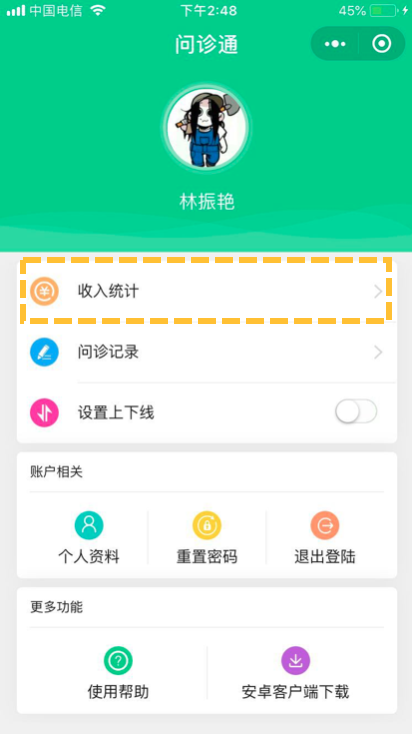 中国电信 下午2:48 45%
问诊通
林振艳
收入统计
问诊记录
设置上下线
账户相关
个人资料 重置密码 退出登陆
更多功能
使用帮助 安卓客户端下载